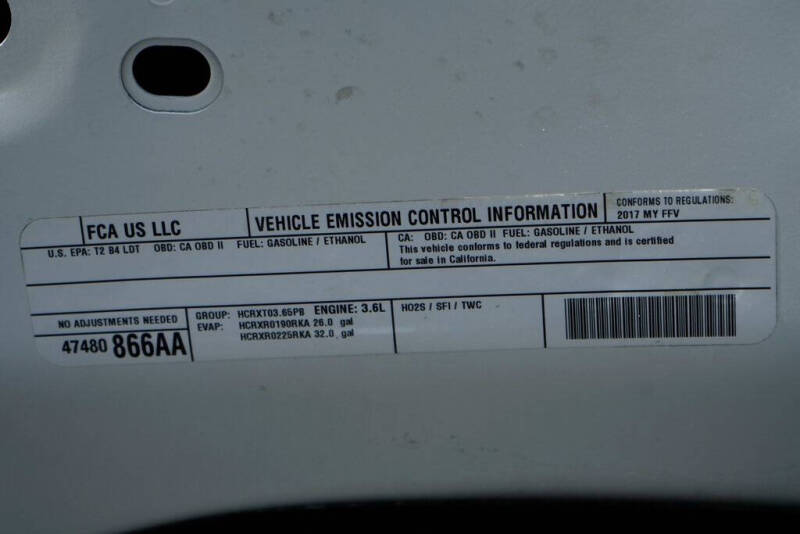 FCA US LLC
VEHICLE EMISSION CONTROL INFORMATION
CONFORMS TO REGULATIONS:
2017 MY FFV
U.S. EPA: T2 B4 LDT OBD: CA OBD II FUEL: GASOLINE / ETHANOL
CA: OBD: CA OBD II FUEL: GASOLINE / ETHANOL
This vehicle conforms to federal regulations and is certified
for sale in California.
NO ADJUSTMENTS NEEDED
47480 866AA
GROUP: HCRXT03.65PB ENGINE: 3.6L
EVAP: HCRXR0190RKA 26.0 gal
HCRXR0225RKA 32.0 gal
HO2S / SFI / TWC